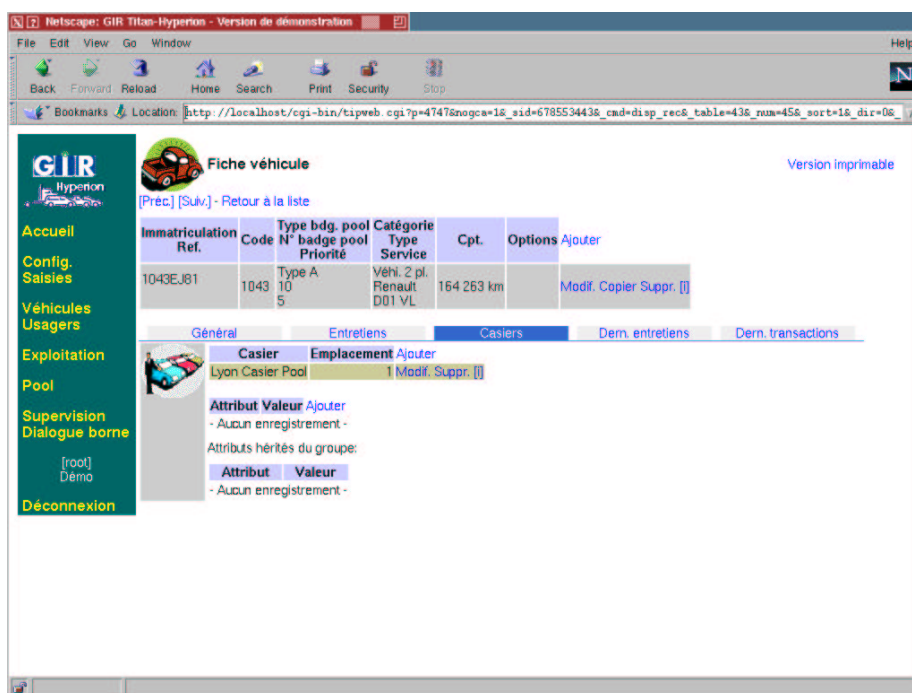 Netscape: GIR Titan-Hyperion - Version de démonstration
File Edit View Go Window Help
Back Forward Reload Home Search Print Security Stop
N
Bookmarks Location: http://localhost/cgi-bin/tipweb.cgi?p=4747&nogca=1&_sid=678553443&_cmd=disp_rec&_table=43&_num=45&_sort=1&_dir=0&_
GIR
Hyperion
Fiche véhicule
Version imprimable
[Préc.] [Suiv.] - Retour à la liste
Accueil
Config.
Saisies
Véhicules
Usagers
Exploitation
Pool
Supervision
Dialogue borne
[root]
Démo
Déconnexion
Immatriculation
Ref.
Code
Type bdg. pool
N° badge pool
Priorité
Catégorie
Type
Service
Cpt.
Options
Ajouter
1043EJ81
1043
Type A
10
5
Véhi. 2 pl.
Renault
D01 VL
164 263 km
Modif. Copier Suppr. [i]
Général Entretiens Casiers Dern. entretiens Dern. transactions
Casier Emplacement Ajouter
Lyon Casier Pool 1 Modif. Suppr. [i]
Attribut Valeur Ajouter
- Aucun enregistrement -
Attributs hérités du groupe:
Attribut Valeur
- Aucun enregistrement -